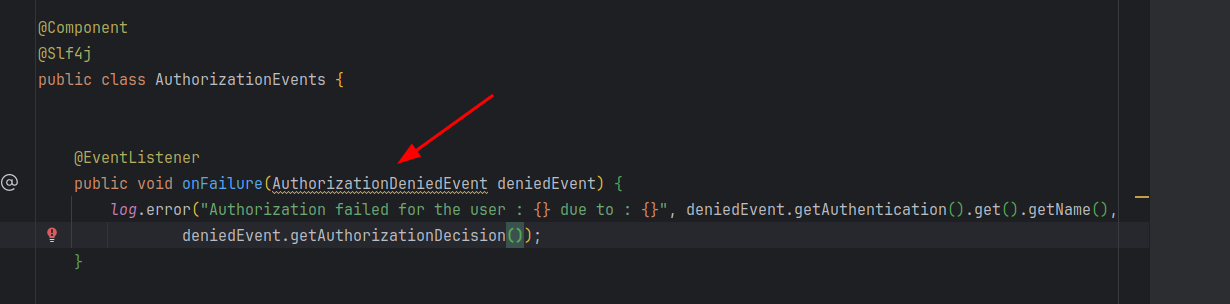 @Component
@Slf4j
public class AuthorizationEvents {
@EventListener
public void onFailure(AuthorizationDeniedEvent deniedEvent) {
log.error("Authorization failed for the user : {} due to : {}", deniedEvent.getAuthentication().get().getName(),
deniedEvent.getAuthorizationDecision());
}